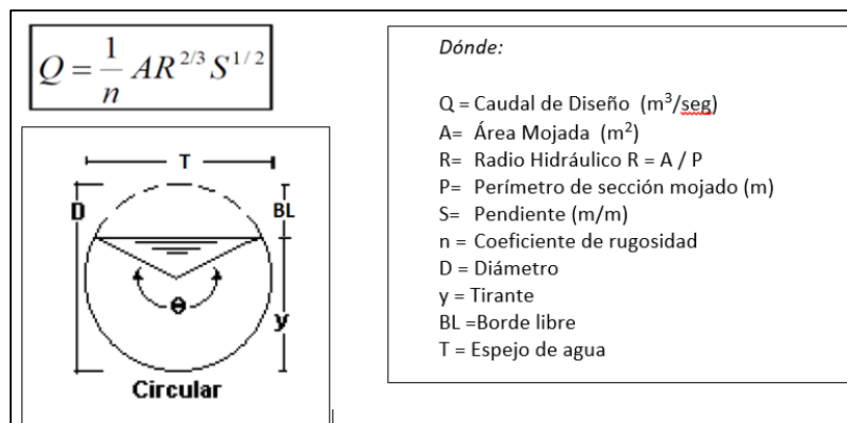 Q = 1/n AR^{2/3} S^{1/2}
T
D
T
BL
θ
y
Circular
Dónde:
Q = Caudal de Diseño (m³/seg)
A= Área Mojada (m²)
R= Radio Hidráulico R = A / P
P= Perímetro de sección mojado (m)
S= Pendiente (m/m)
n = Coeficiente de rugosidad
D = Diámetro
y = Tirante
BL =Borde libre
T = Espejo de agua